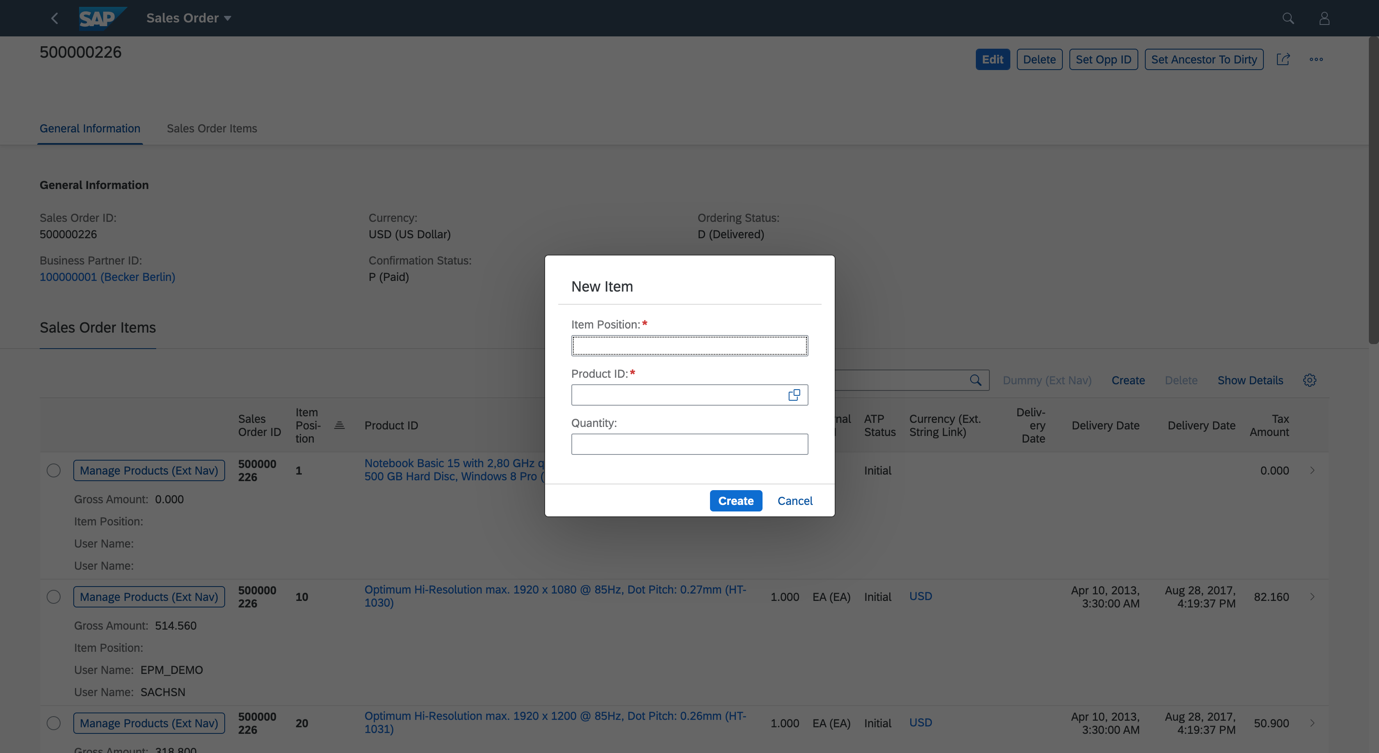 SAP Sales Order
500000226
Edit Delete Set Opp ID Set Ancestor To Dirty
General Information Sales Order Items
General Information
Sales Order ID:
500000226
Currency:
USD (US Dollar)
Ordering Status:
D (Delivered)
Business Partner ID:
100000001 (Becker Berlin)
Confirmation Status:
P (Paid)
Sales Order Items
New Item
Item Position:*
Product ID:*
Quantity:
Create Cancel
Dummy (Ext Nav) Create Delete Show Details
Sales
Order ID
Item
Posi-
tion
Product ID
ATP
Status
Currency (Ext.
String Link)
Deliv-
ery
Date
Delivery Date
Delivery Date
Tax
Amount
Manage Products (Ext Nav)
500000
226
1
Notebook Basic 15 with 2,80 GHz q
500 GB Hard Disc, Windows 8 Pro (
Initial
0.000
Gross Amount: 0.000
Item Position:
User Name:
User Name:
Manage Products (Ext Nav)
500000
226
10
Optimum Hi-Resolution max. 1920 x 1080 @ 85Hz, Dot Pitch: 0.27mm (HT-
1030)
1.000
EA (EA)
Initial
USD
Apr 10, 2013,
3:30:00 AM
Aug 28, 2017,
4:19:37 PM
82.160
Gross Amount: 514.560
Item Position:
User Name: EPM_DEMO
User Name: SACHSN
Manage Products (Ext Nav)
500000
226
20
Optimum Hi-Resolution max. 1920 x 1200 @ 85Hz, Dot Pitch: 0.26mm (HT-
1031)
1.000
EA (EA)
Initial
USD
Apr 10, 2013,
3:30:00 AM
Aug 28, 2017,
4:19:37 PM
50.900
Gross Amount: 318.800